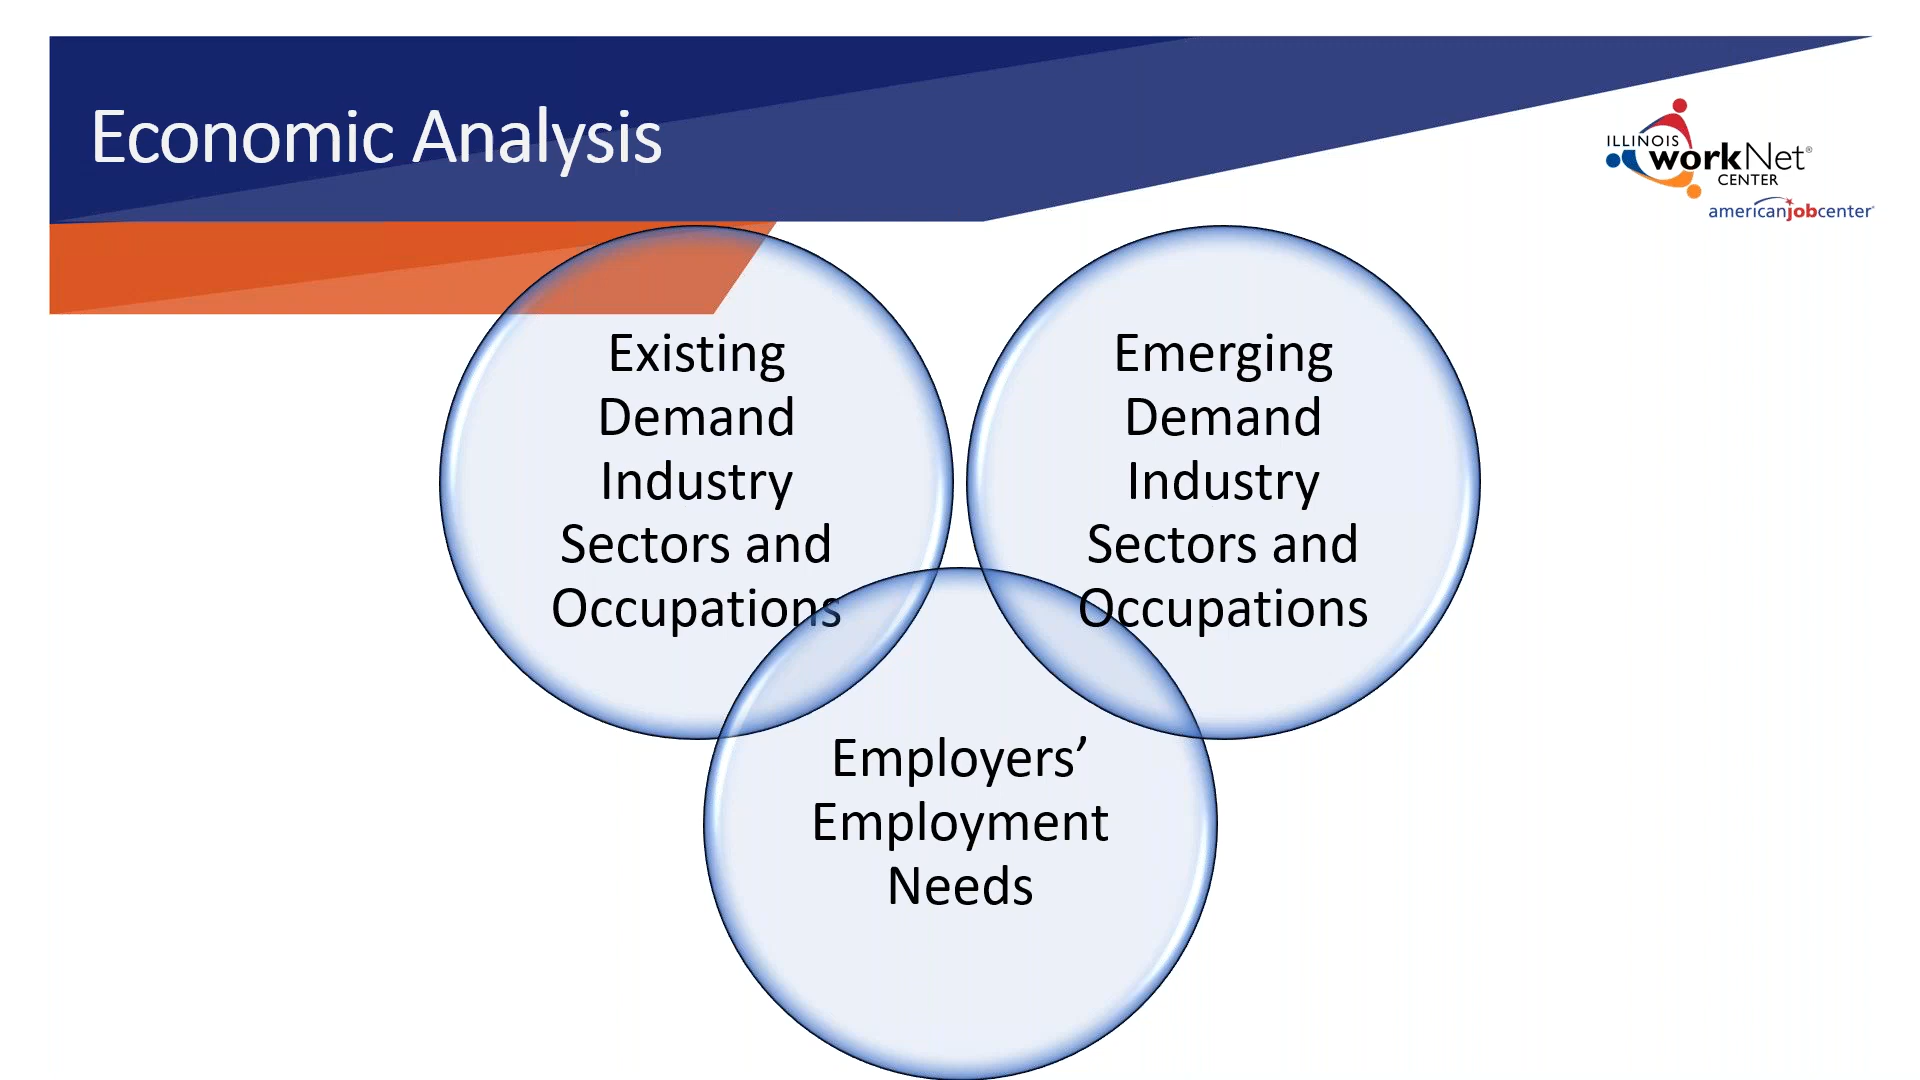 Economic Analysis
ILLINOIS
workNet®
CENTER
americanjobcenter®
Existing
Demand
Industry
Sectors and
Occupations
Emerging
Demand
Industry
Sectors and
Occupations
Employers’
Employment
Needs